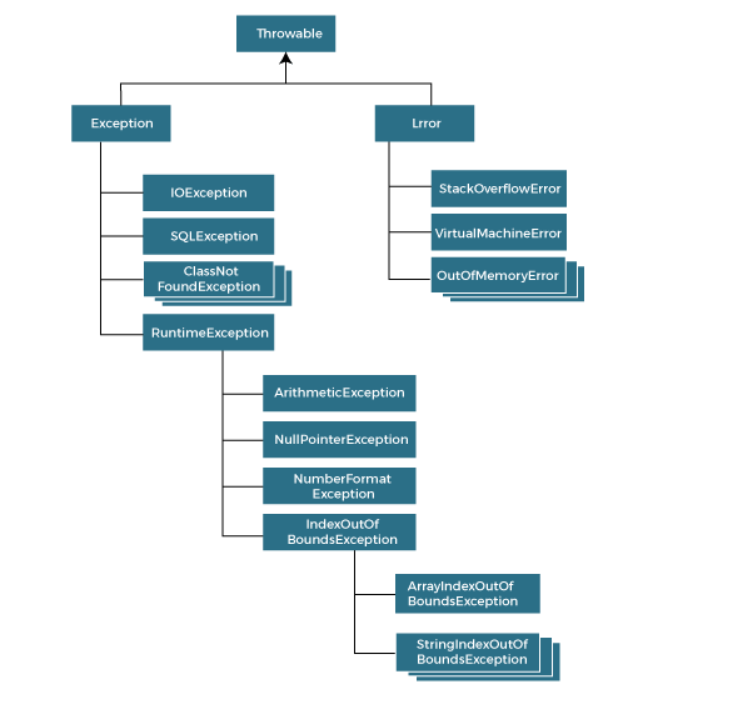 Throwable
Exception
Lrror
IOException
StackOverflowError
SQLException
VirtualMachineError
ClassNot
FoundException
OutOfMemoryError
RuntimeException
ArithmeticException
NullPointerException
NumberFormat
Exception
IndexOutOf
BoundsException
ArrayIndexOutOf
BoundsException
StringIndexOutOf
BoundsException